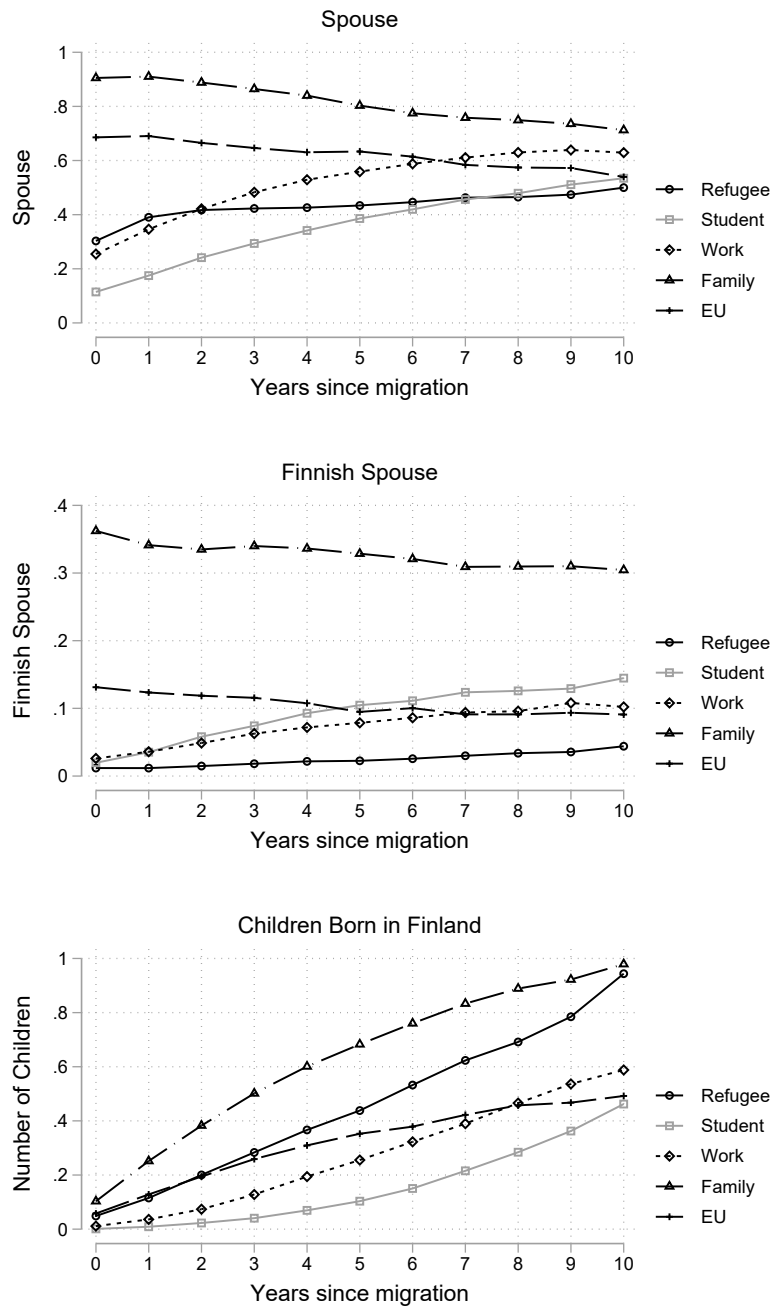 Spouse
1
.8
.6
.4
.2
0
Spouse
0 1 2 3 4 5 6 7 8 9 10
Years since migration
Refugee
Student
Work
Family
EU
Finnish Spouse
.4
.3
.2
.1
0
Finnish Spouse
0 1 2 3 4 5 6 7 8 9 10
Years since migration
Refugee
Student
Work
Family
EU
Children Born in Finland
1
.8
.6
.4
.2
0
Number of Children
0 1 2 3 4 5 6 7 8 9 10
Years since migration
Refugee
Student
Work
Family
EU